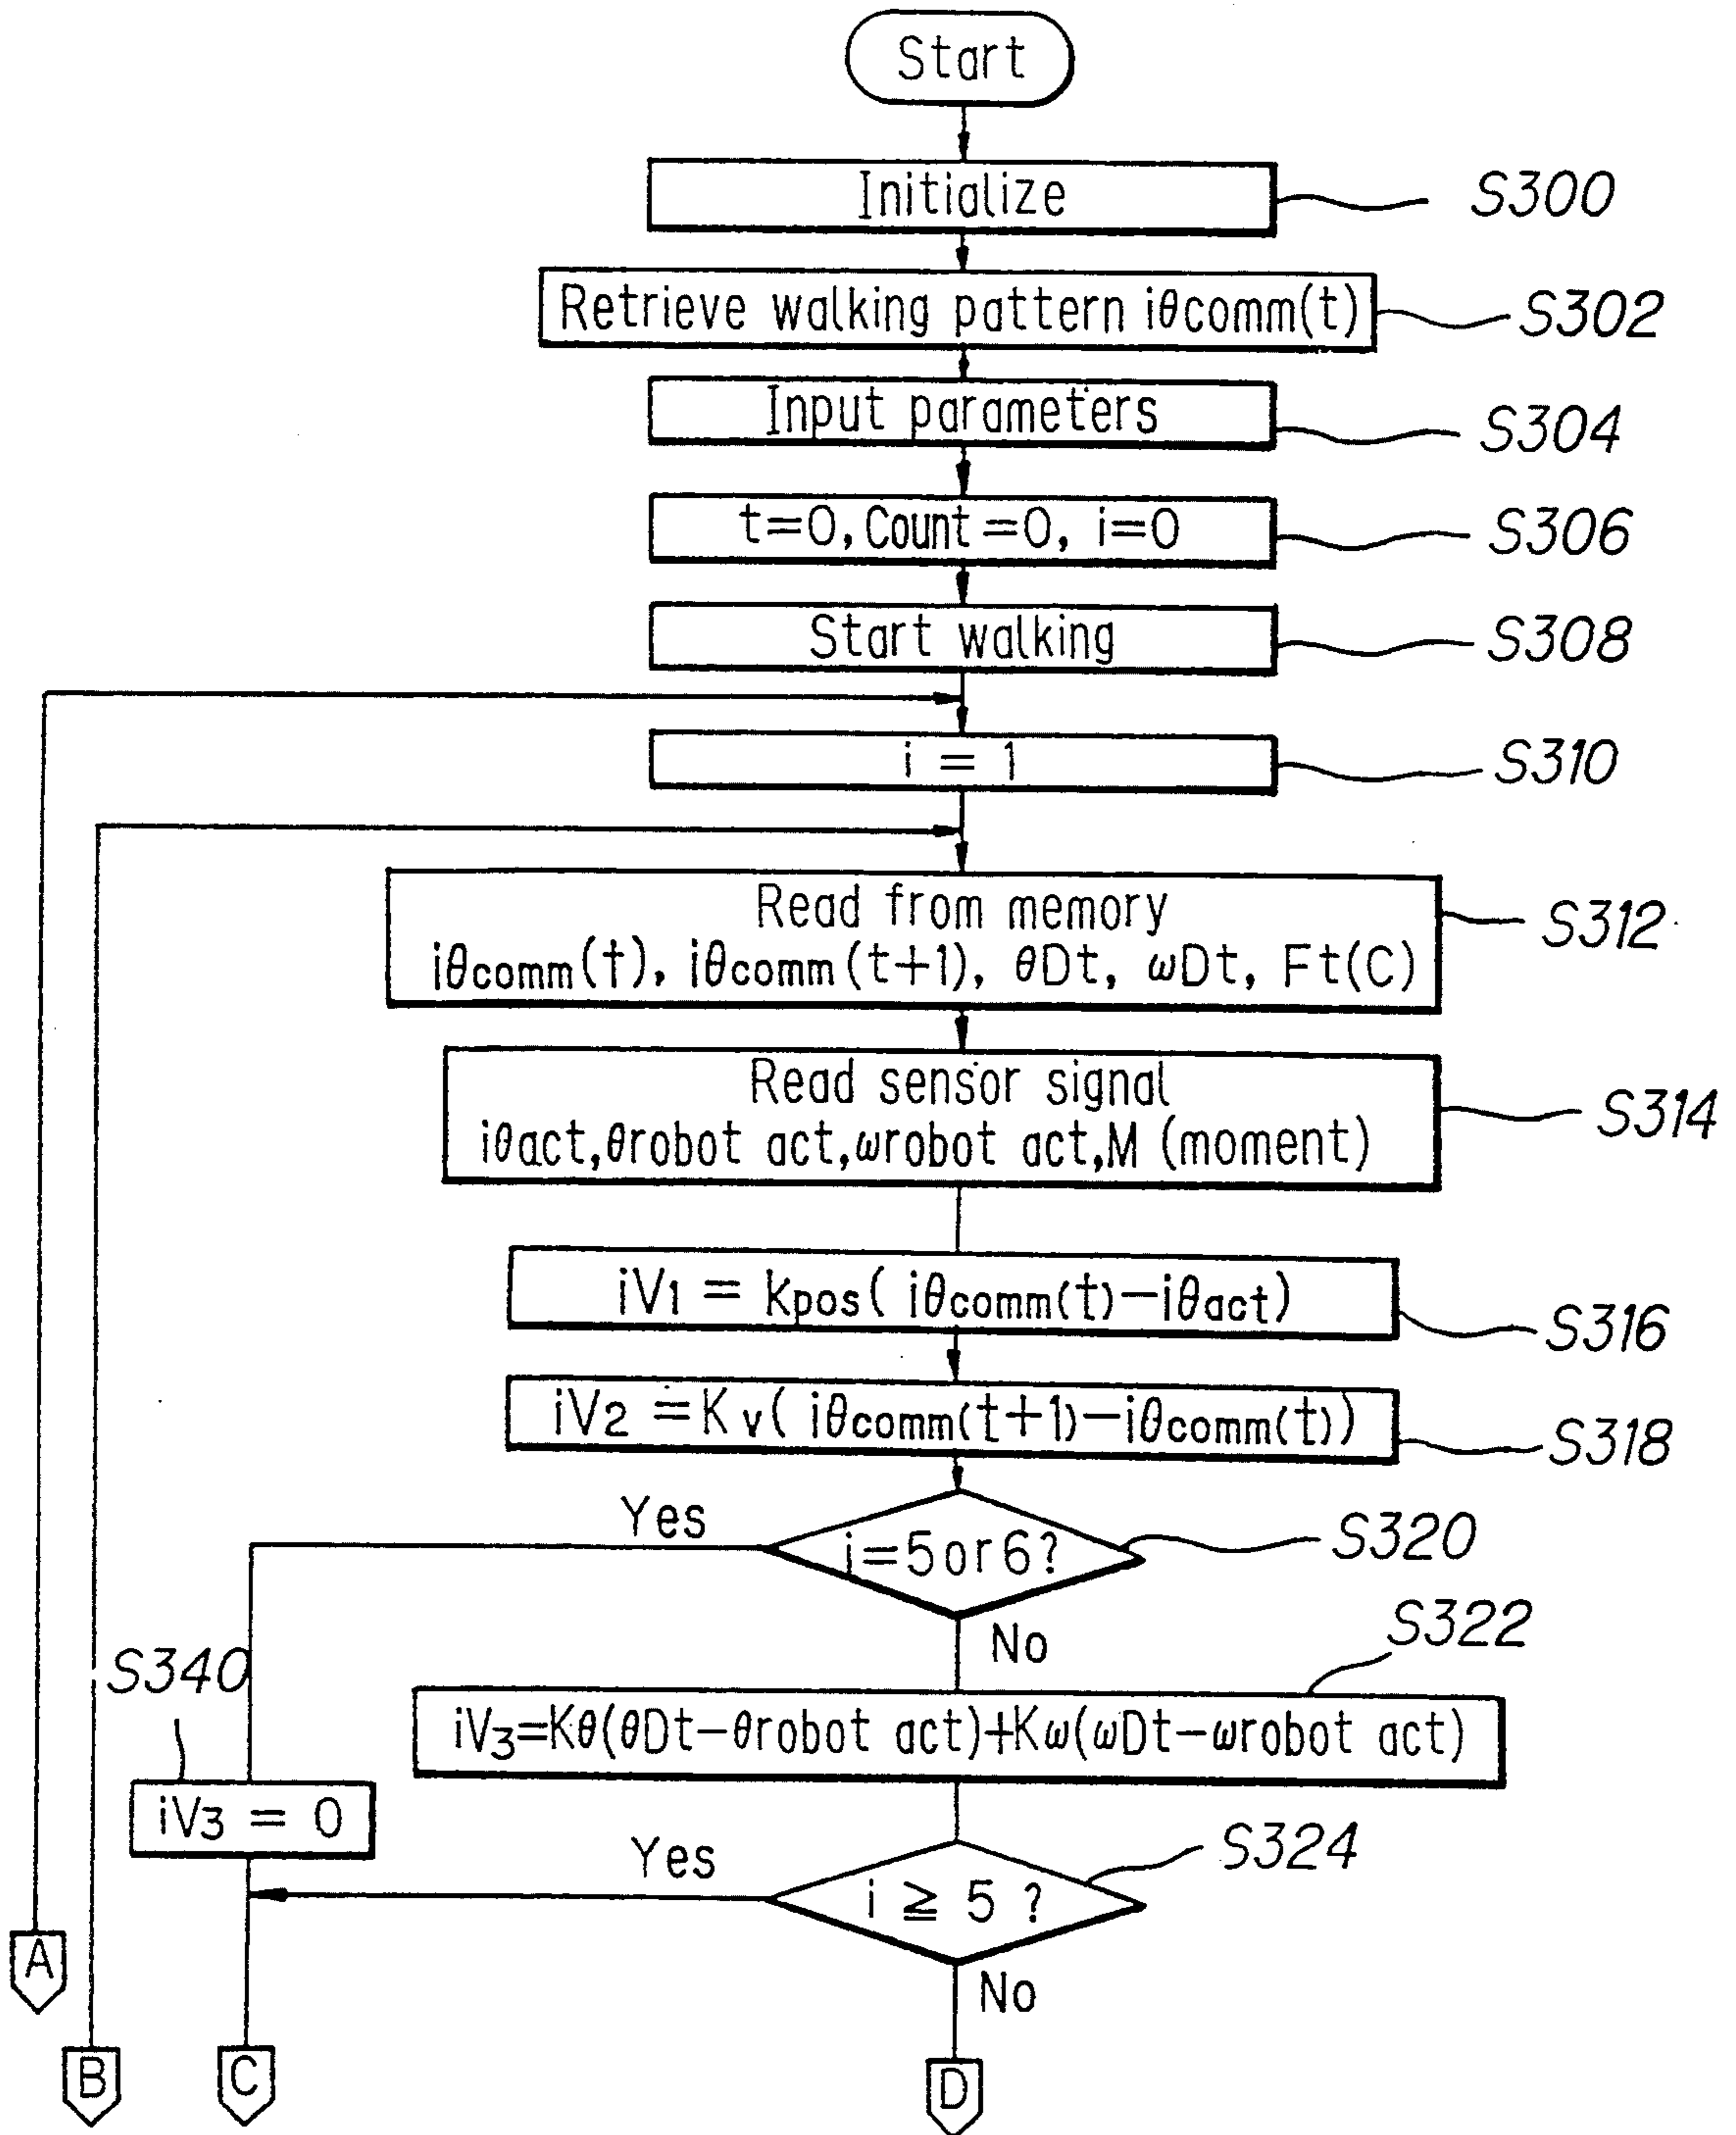 Start
Initialize
S300
Retrieve walking pattern iθcomm(t)
S302
Input parameters
S304
t=0, Count=0, i=0
S306
Start walking
S308
i = 1
S310
Read from memory
iθcomm(t), iθcomm(t+1), θDt, ωDt, Ft(C)
S312
Read sensor signal
iθact,θrobot act,ωrobot act,M (moment)
S314
iV1 = Kpos( iθcomm(t)-iθact)
S316
iV2 =Kv( iθcomm(t+1)-iθcomm(t))
S318
Yes
i=5or6?
S320
No
S322
S340
iV3=Kθ(θDt-θrobot act)+Kω(ωDt-ωrobot act)
iV3 = 0
Yes
i ≧ 5 ?
S324
No
A
B
C
D